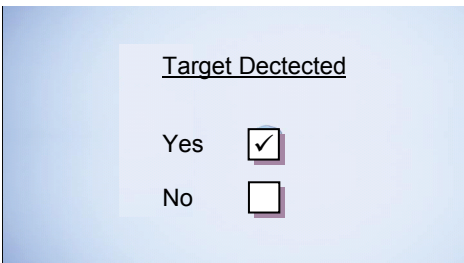 Target Dectected
Yes ✓
No